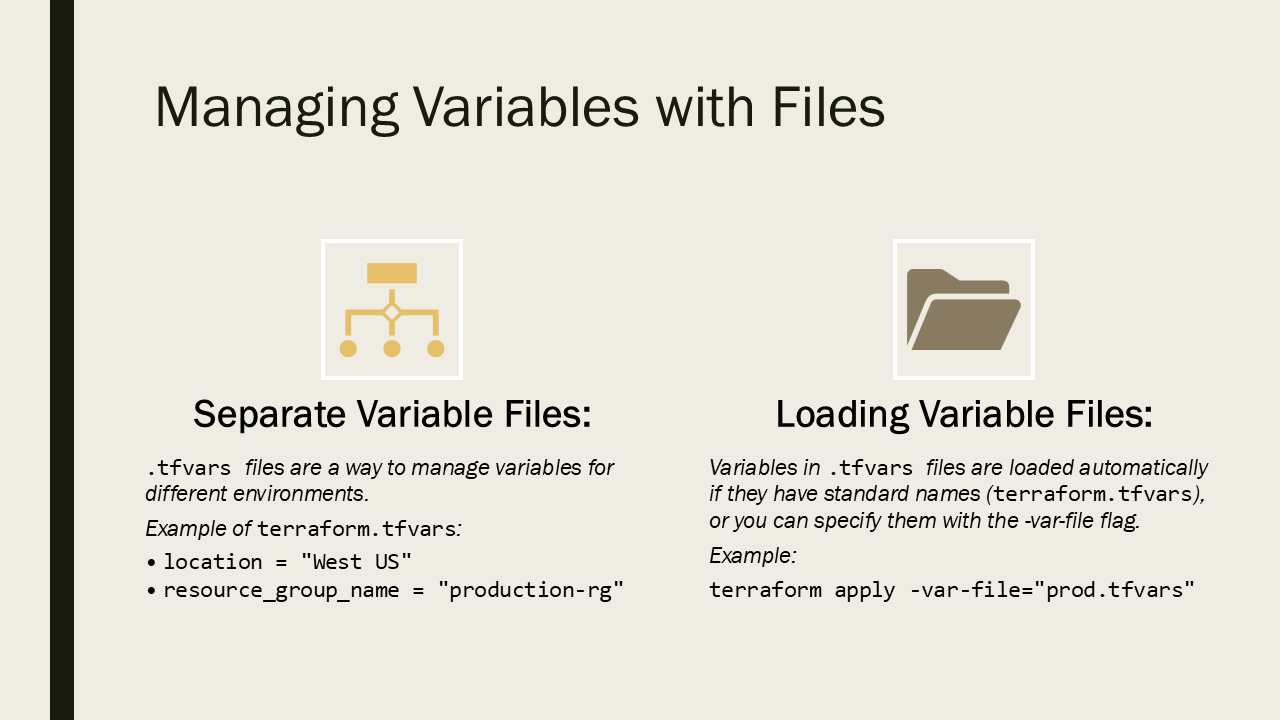 Managing Variables with Files
Separate Variable Files:
.tfvars files are a way to manage variables for
different environments.
Example of terraform.tfvars:
• location = "West US"
• resource_group_name = "production-rg"
Loading Variable Files:
Variables in .tfvars files are loaded automatically
if they have standard names (terraform.tfvars),
or you can specify them with the -var-file flag.
Example:
terraform apply -var-file="prod.tfvars"